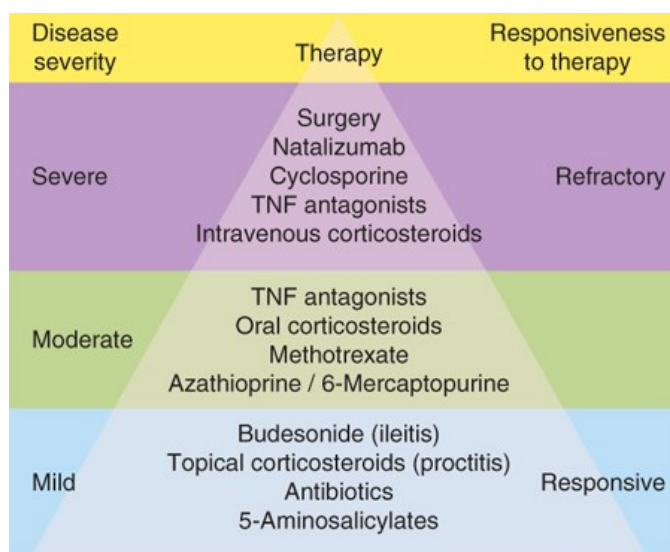 Disease
severity
Therapy
Responsiveness
to therapy
Severe
Surgery
Natalizumab
Cyclosporine
TNF antagonists
Intravenous corticosteroids
Refractory
Moderate
TNF antagonists
Oral corticosteroids
Methotrexate
Azathioprine / 6-Mercaptopurine
Mild
Budesonide (ileitis)
Topical corticosteroids (proctitis)
Antibiotics
5-Aminosalicylates
Responsive